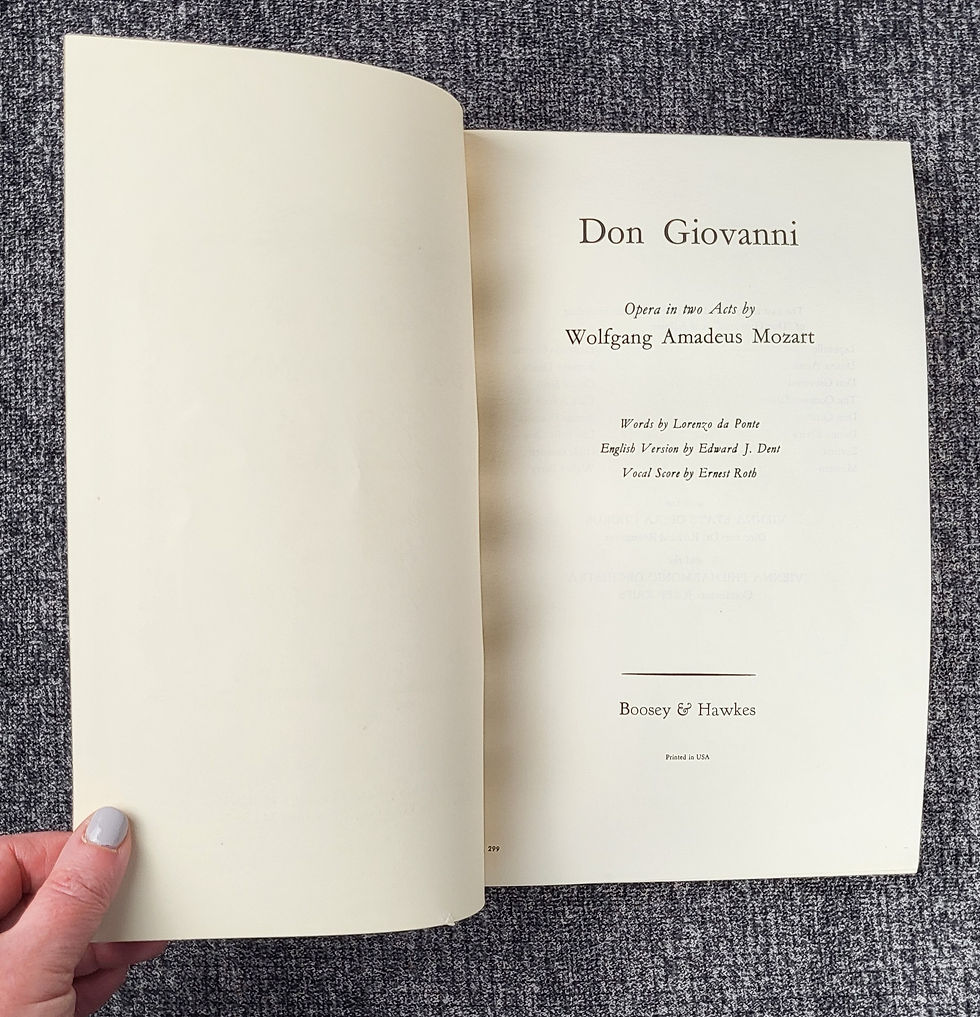 Don Giovanni
Opera in two Acts by
Wolfgang Amadeus Mozart
Words by Lorenzo da Ponte
English Version by Edward J. Dent
Vocal Score by Ernest Roth
Boosey & Hawkes
Printed in USA
299